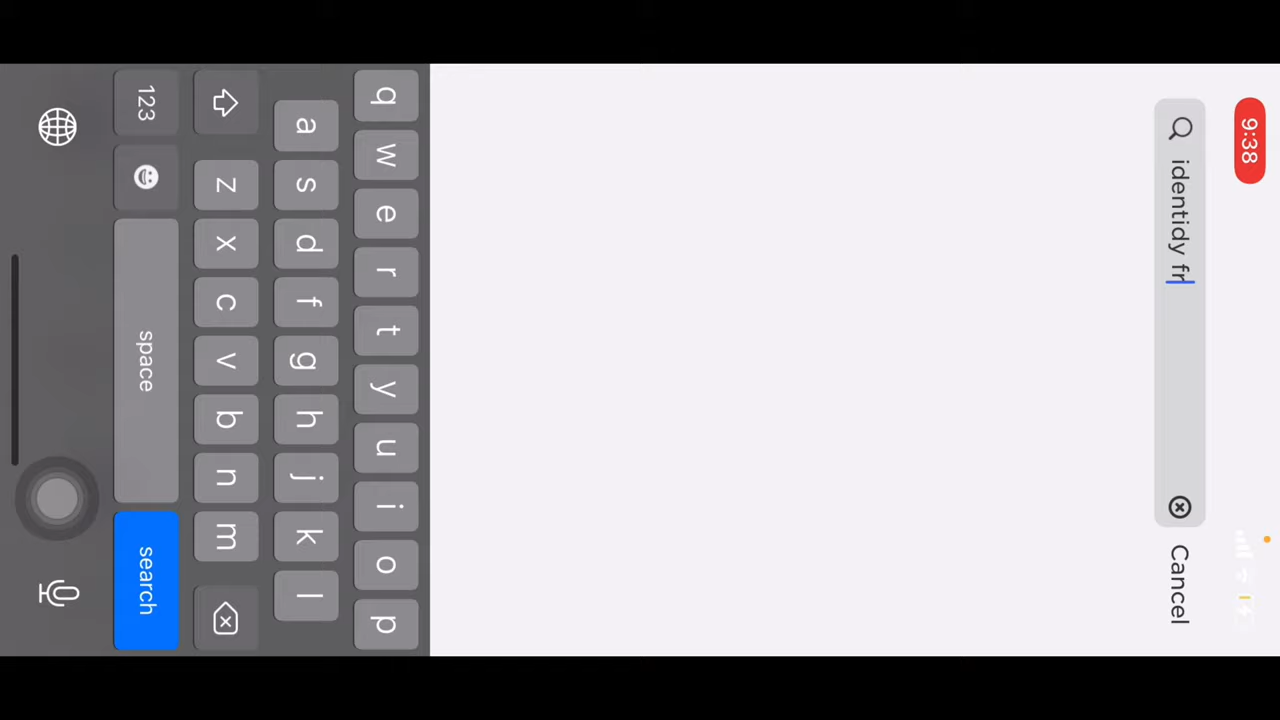 9:38
identidy fr
Cancel
q w e r t y u i o p
a s d f g h j k l
z x c v b n m
123
space
search